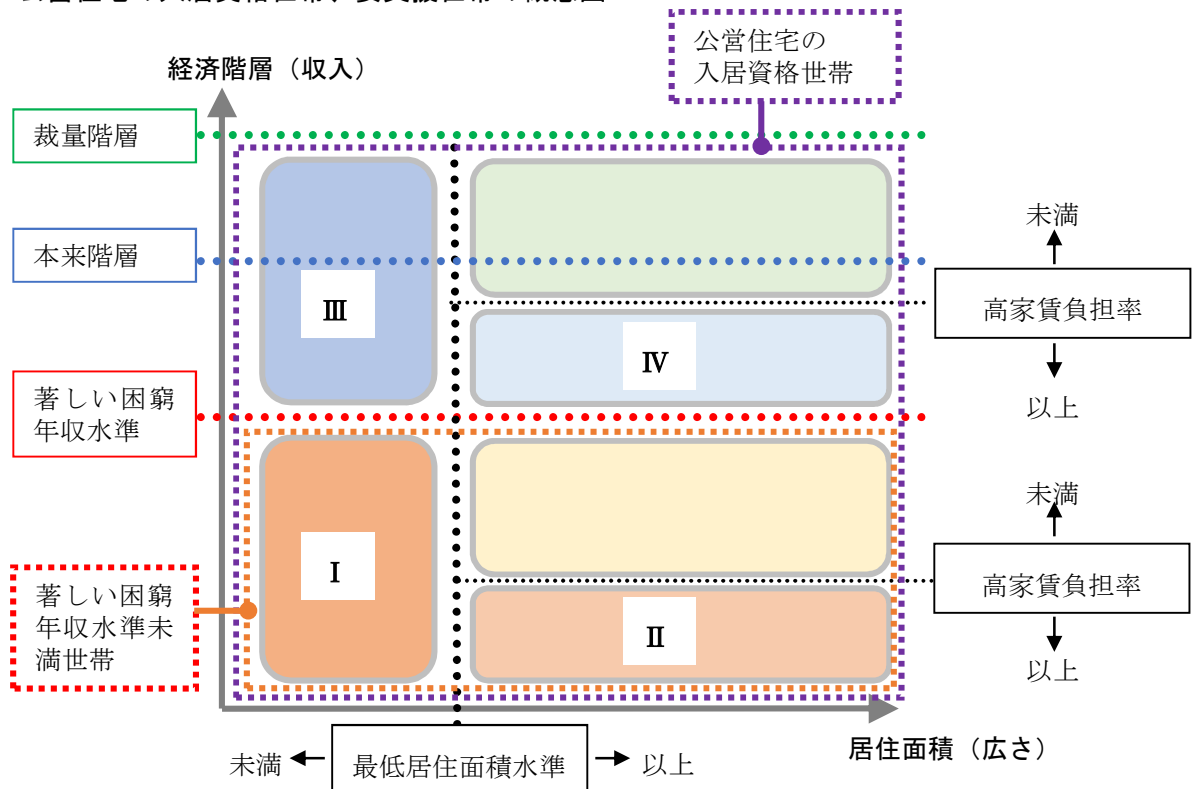 公営住宅の
入居資格世帯
経済階層（収入）
裁量階層
本来階層
未満
高家賃負担率
以上
Ⅲ
Ⅳ
著しい困窮
年収水準
未満
高家賃負担率
以上
Ⅰ
Ⅱ
著しい困窮
年収水準未
満世帯
未満
最低居住面積水準
以上
居住面積（広さ）